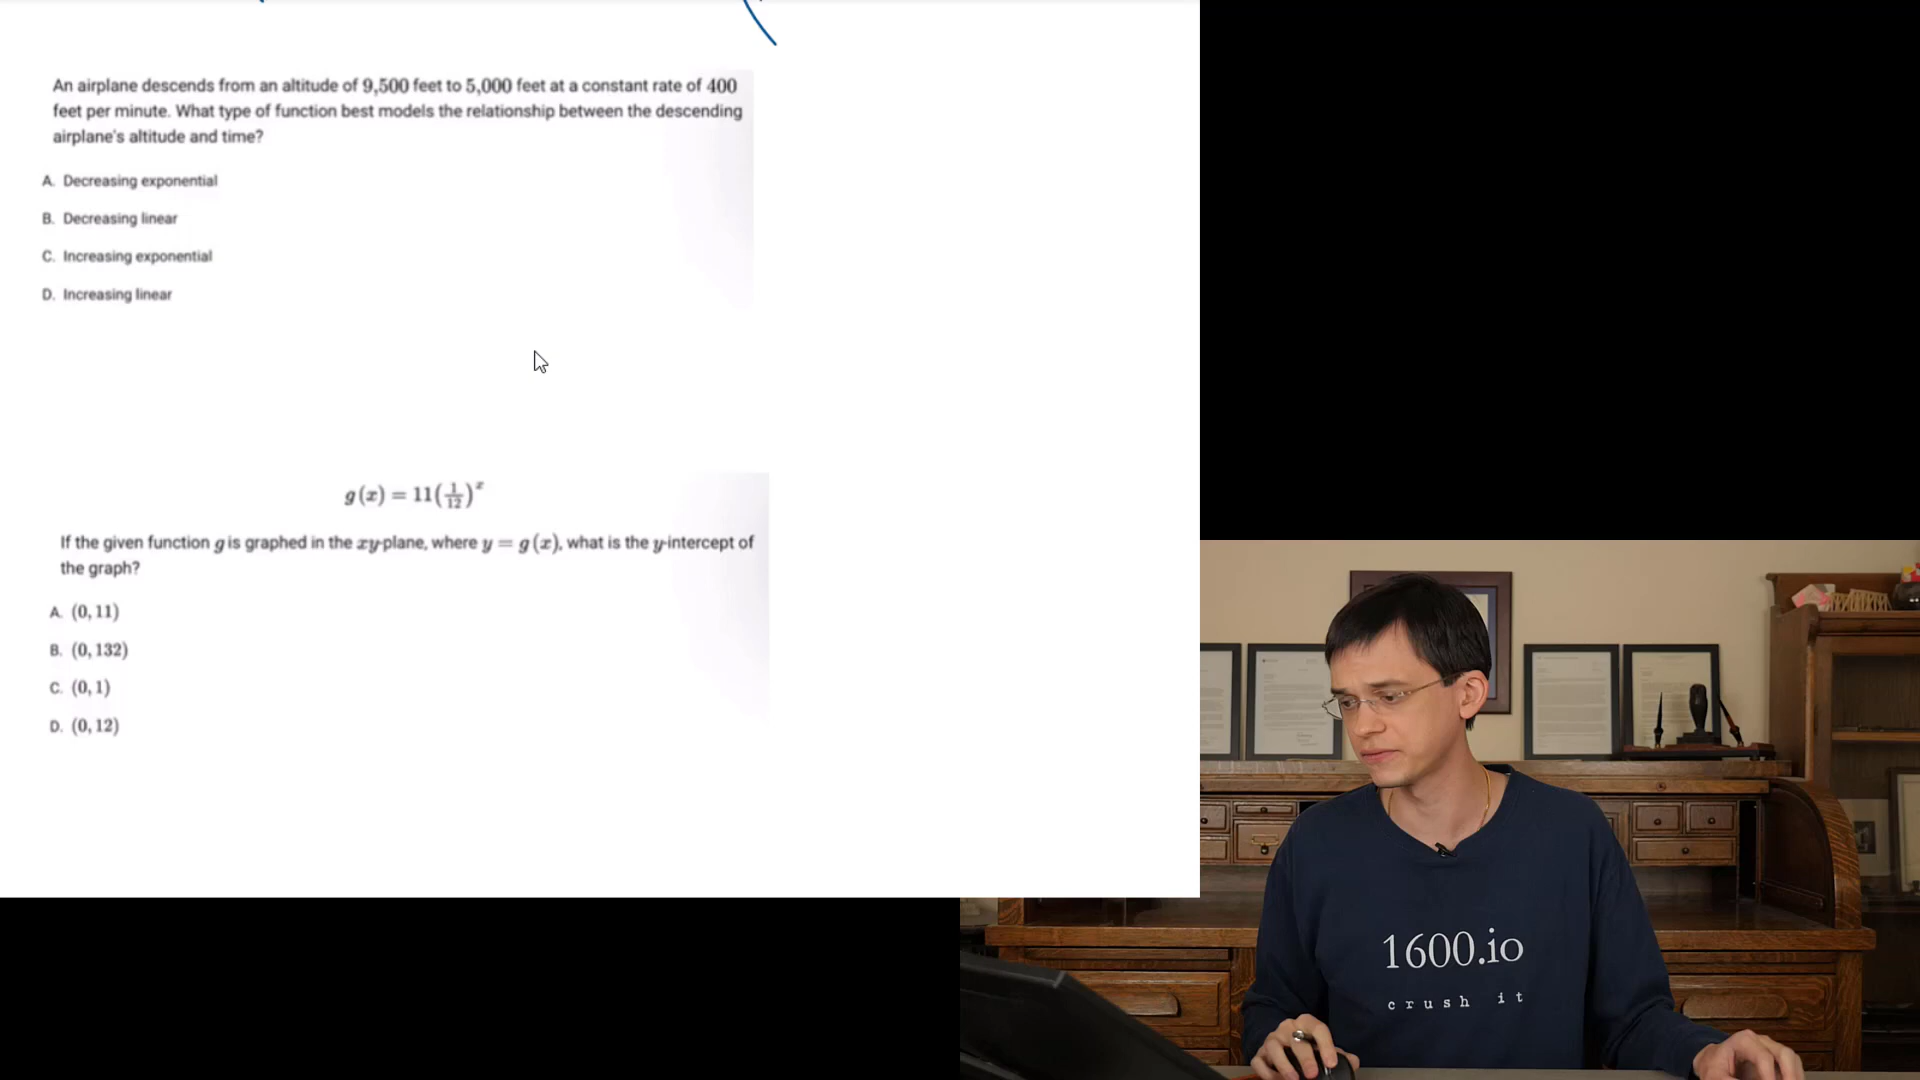 An airplane descends from an altitude of 9,500 feet to 5,000 feet at a constant rate of 400
feet per minute. What type of function best models the relationship between the descending
airplane's altitude and time?
A. Decreasing exponential
B. Decreasing linear
C. Increasing exponential
D. Increasing linear
g(x) = 11(1/12)^x
If the given function g is graphed in the xy-plane, where y = g(x), what is the y-intercept of
the graph?
A. (0, 11)
B. (0, 132)
C. (0, 1)
D. (0, 12)
1600.io
crush it